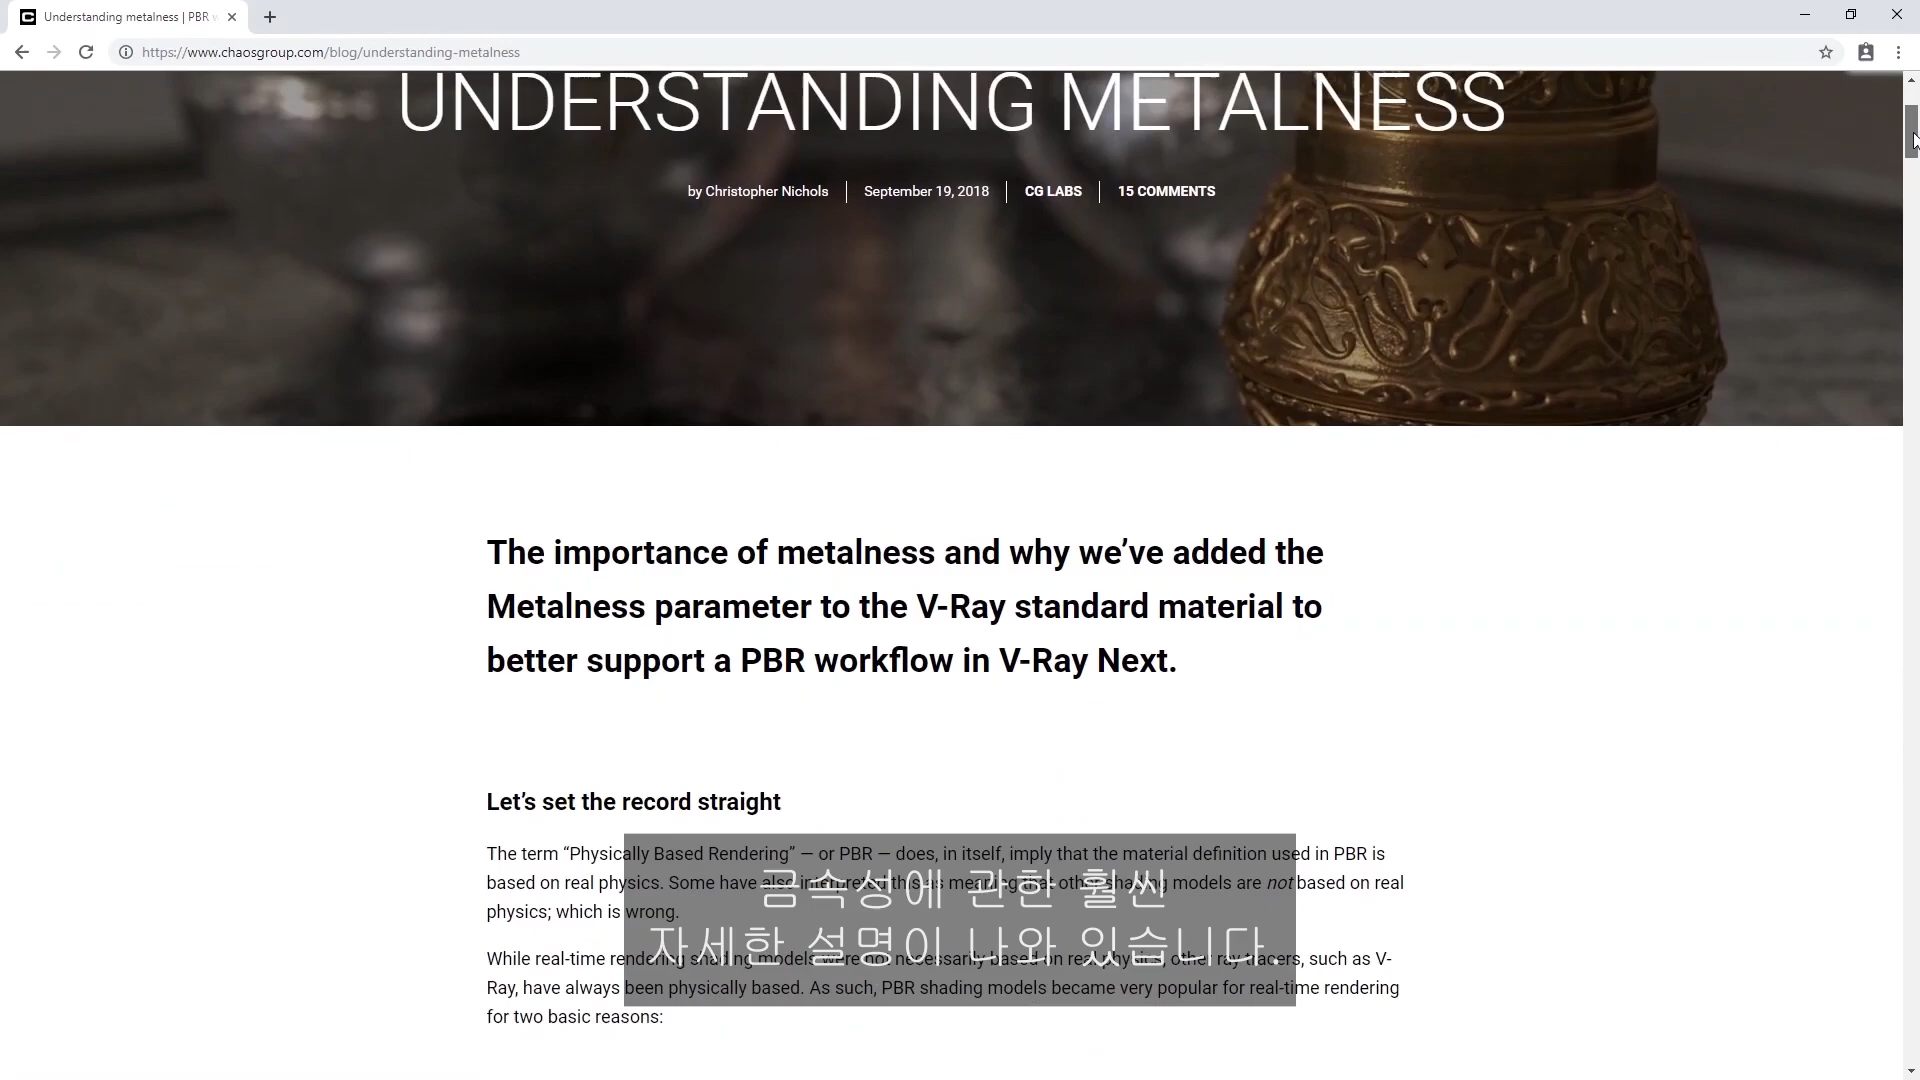 Understanding metalness | PBR w
https://www.chaosgroup.com/blog/understanding-metalness
UNDERSTANDING METALNESS
by Christopher Nichols
September 19, 2018
CG LABS
15 COMMENTS
The importance of metalness and why we’ve added the
Metalness parameter to the V-Ray standard material to
better support a PBR workflow in V-Ray Next.
Let’s set the record straight
The term “Physically Based Rendering” — or PBR — does, in itself, imply that the material definition used in PBR is
based on real physics. Some have also interpreted this as meaning that other shading models are not based on real
physics; which is wrong.
While real-time rendering shading models were not necessarily based on real physics, other ray tracers, such as V-
Ray, have always been physically based. As such, PBR shading models became very popular for real-time rendering
for two basic reasons:
금속성에 관한 훨씬
자세한 설명이 나와 있습니다.